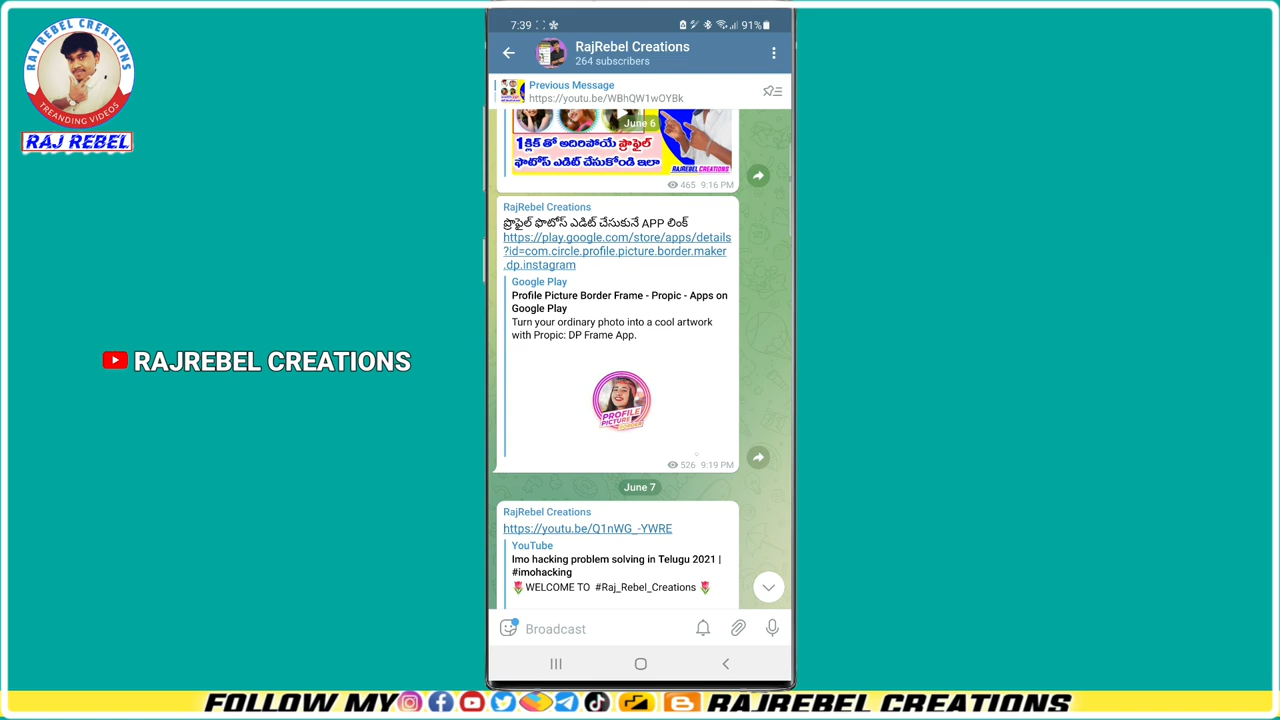 RAJ REBEL CREATIONS
TREANDING VIDEOS
RAJ REBEL
RAJREBEL CREATIONS
7:39
91%
RajRebel Creations
264 subscribers
Previous Message
https://youtu.be/WBhQW1wOYBk
June 6
1క్లిక్ తో అదిరిపోయే ప్రొఫైల్
ఫొటోస్ ఎడిట్ చేసుకోండి ఇలా
RAJREBEL CREATIONS
465 9:16 PM
RajRebel Creations
ప్రొఫైల్ ఫొటోస్ ఎడిట్ చేసుకునే APP లింక్
https://play.google.com/store/apps/details
?id=com.circle.profile.picture.border.maker
.dp.instagram
Google Play
Profile Picture Border Frame - Propic - Apps on
Google Play
Turn your ordinary photo into a cool artwork
with Propic: DP Frame App.
PROFILE
PICTURE
BORDER
526 9:19 PM
June 7
RajRebel Creations
https://youtu.be/Q1nWG_-YWRE
YouTube
Imo hacking problem solving in Telugu 2021 |
#imohacking
🌷WELCOME TO #Raj_Rebel_Creations 🌷
Broadcast
FOLLOW MY RAJREBEL CREATIONS